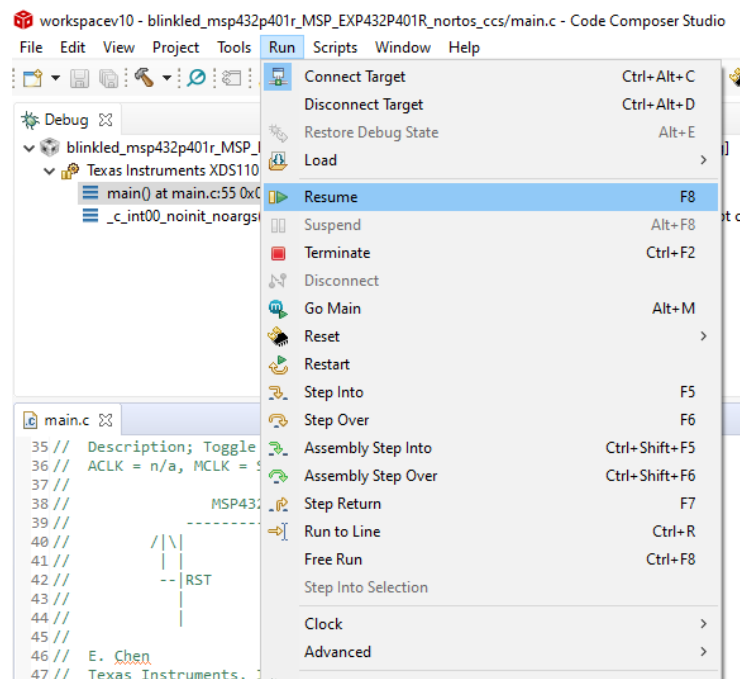 workspacev10 - blinkled_msp432p401r_MSP_EXP432P401R_nortos_ccs/main.c - Code Composer Studio
File Edit View Project Tools Run Scripts Window Help
Connect Target Ctrl+Alt+C
Disconnect Target Ctrl+Alt+D
Debug
Restore Debug State Alt+E
blinkled_msp432p401r_MSP_
Load
Texas Instruments XDS110
main() at main.c:55 0x0
Resume F8
_c_int00_noinit_noargs(
Suspend Alt+F8
Terminate Ctrl+F2
Disconnect
Go Main Alt+M
Reset
Restart
Step Into F5
main.c
Step Over F6
35 // Description; Toggle
Assembly Step Into Ctrl+Shift+F5
36 // ACLK = n/a, MCLK =
37 //
Assembly Step Over Ctrl+Shift+F6
38 // MSP432
Step Return F7
39 // ---------
Run to Line Ctrl+R
40 // /|\|
41 // | |
Free Run Ctrl+F8
42 // --|RST
Step Into Selection
43 // |
44 // |
Clock
45 //
46 // E. Chen
Advanced
47 // Texas Instruments,